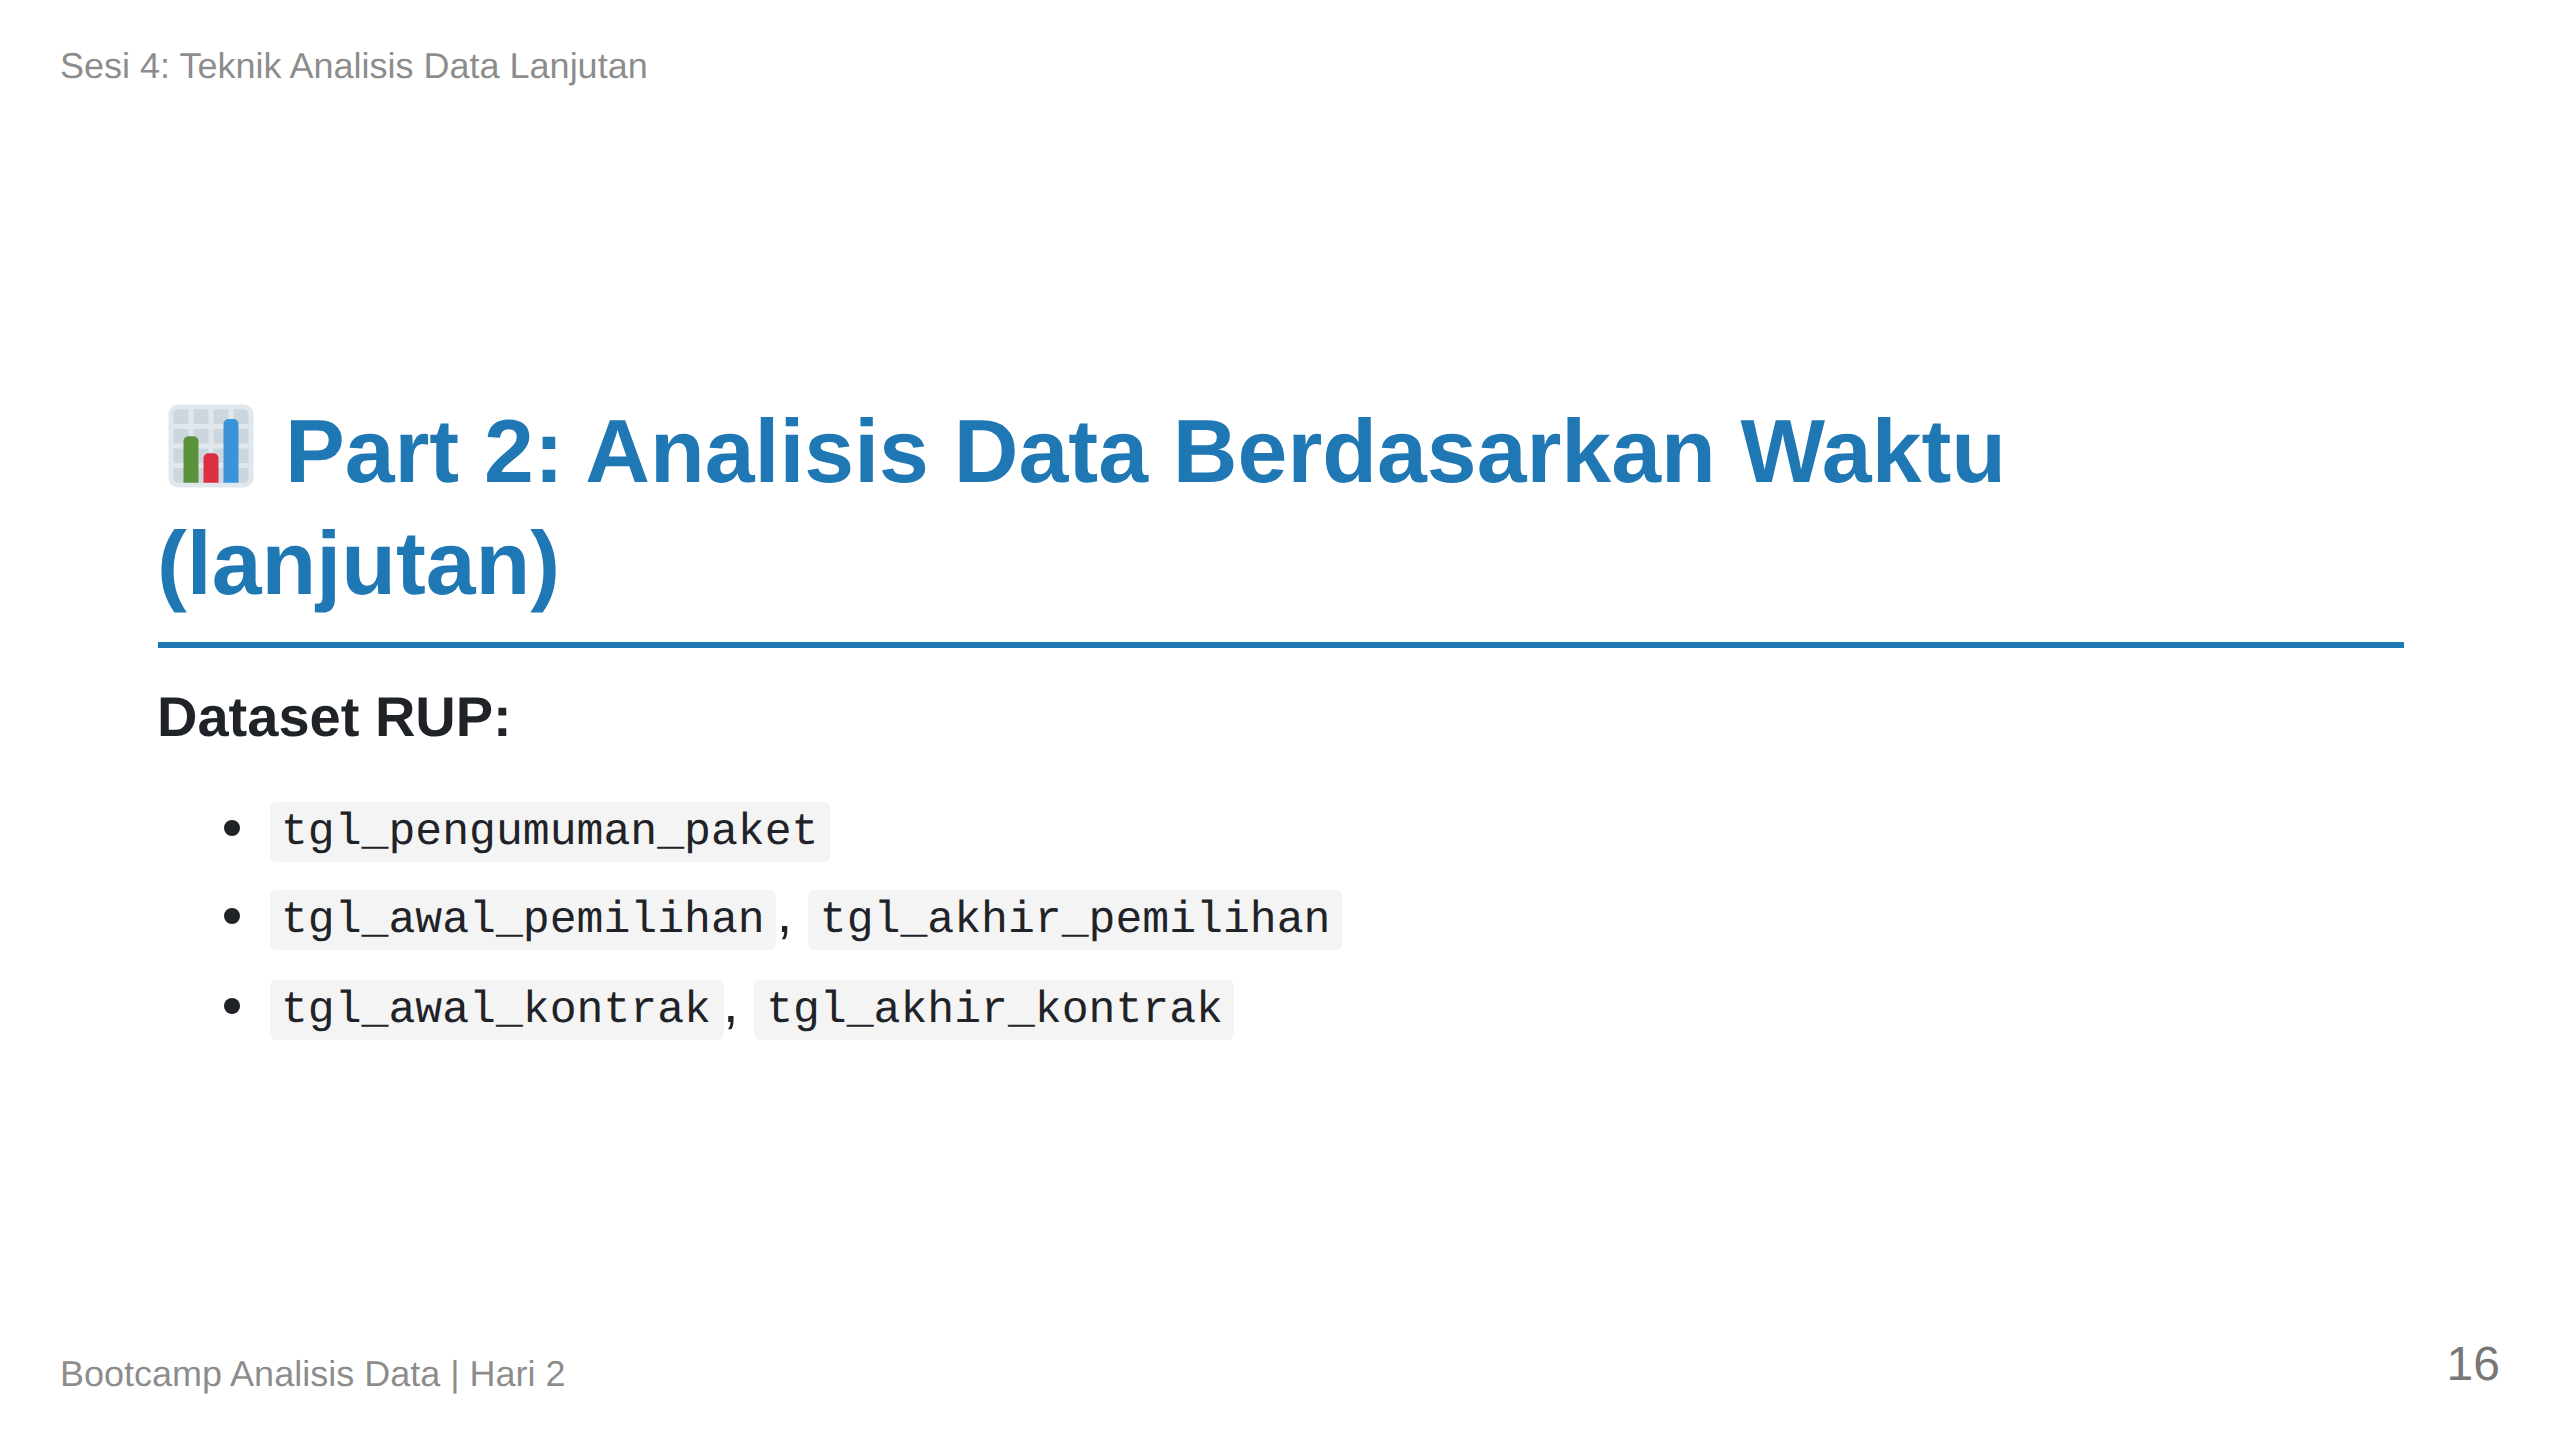 Sesi 4: Teknik Analisis Data Lanjutan
📊 Part 2: Analisis Data Berdasarkan Waktu
(lanjutan)
Dataset RUP:
• tgl_pengumuman_paket
• tgl_awal_pemilihan, tgl_akhir_pemilihan
• tgl_awal_kontrak, tgl_akhir_kontrak
Bootcamp Analisis Data | Hari 2
16